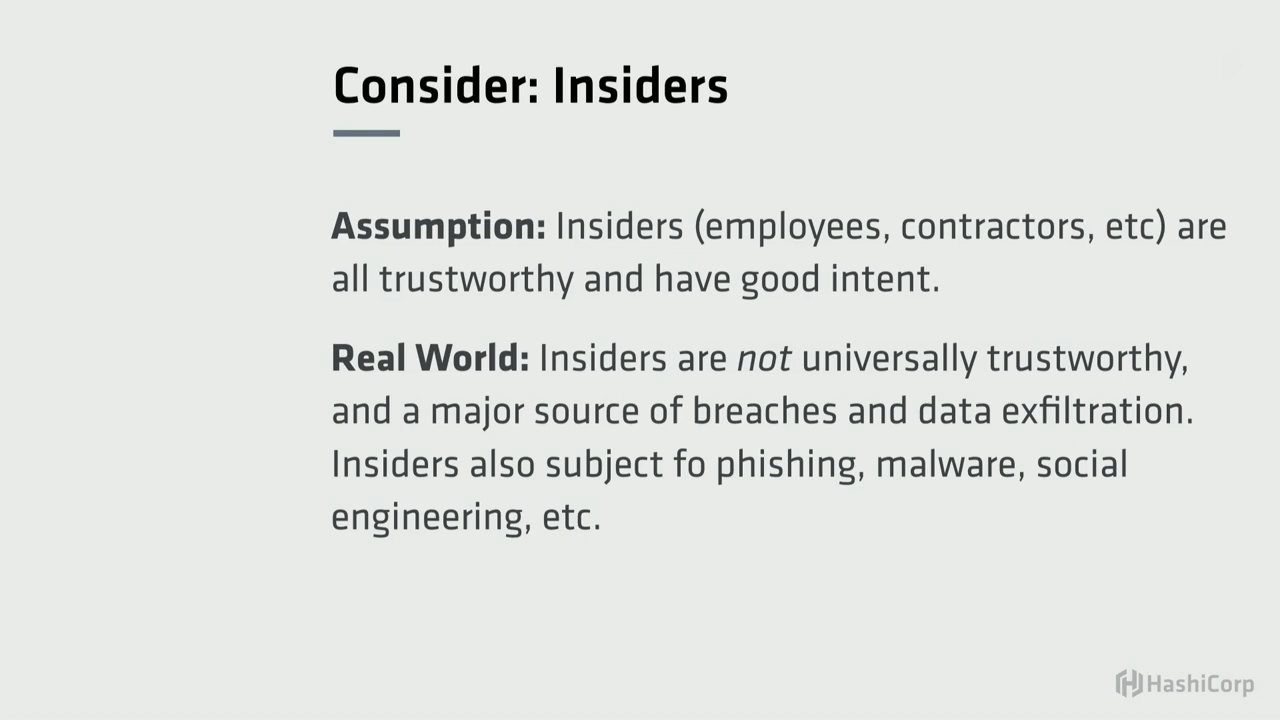 Consider: Insiders
Assumption: Insiders (employees, contractors, etc) are
all trustworthy and have good intent.
Real World: Insiders are not universally trustworthy,
and a major source of breaches and data exfiltration.
Insiders also subject fo phishing, malware, social
engineering, etc.
HashiCorp